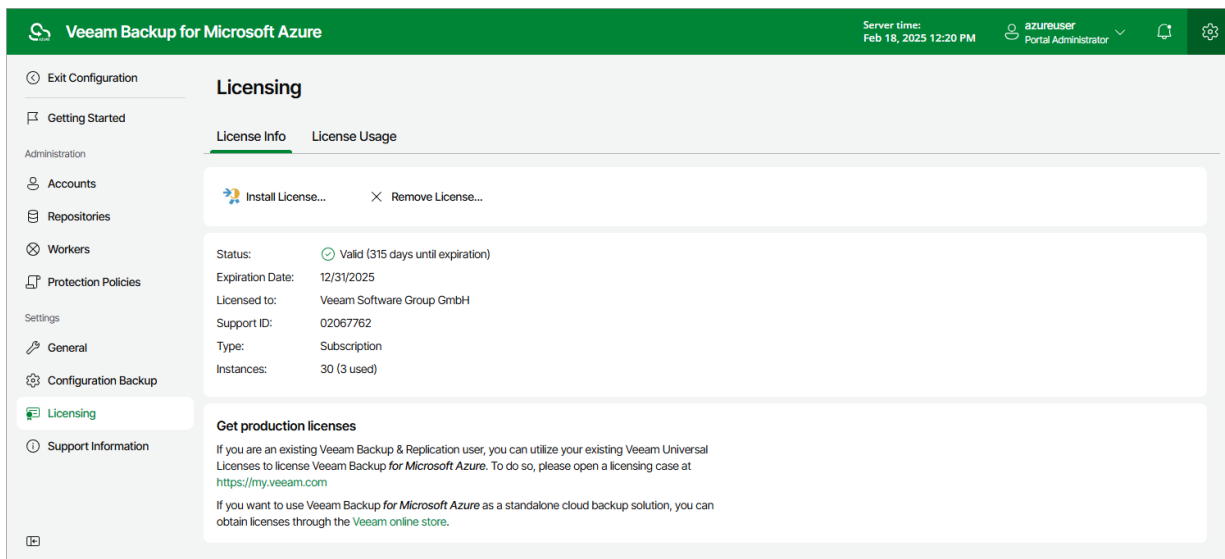 Veeam Backup for Microsoft Azure
Server time:
Feb 18, 2025 12:20 PM
azureuser
Portal Administrator
Exit Configuration
Getting Started
Administration
Accounts
Repositories
Workers
Protection Policies
Settings
General
Configuration Backup
Licensing
Support Information
Licensing
License Info License Usage
Install License... Remove License...
Status: Valid (315 days until expiration)
Expiration Date: 12/31/2025
Licensed to: Veeam Software Group GmbH
Support ID: 02067762
Type: Subscription
Instances: 30 (3 used)
Get production licenses
If you are an existing Veeam Backup & Replication user, you can utilize your existing Veeam Universal
Licenses to license Veeam Backup for Microsoft Azure. To do so, please open a licensing case at
https://my.veeam.com
If you want to use Veeam Backup for Microsoft Azure as a standalone cloud backup solution, you can
obtain licenses through the Veeam online store.